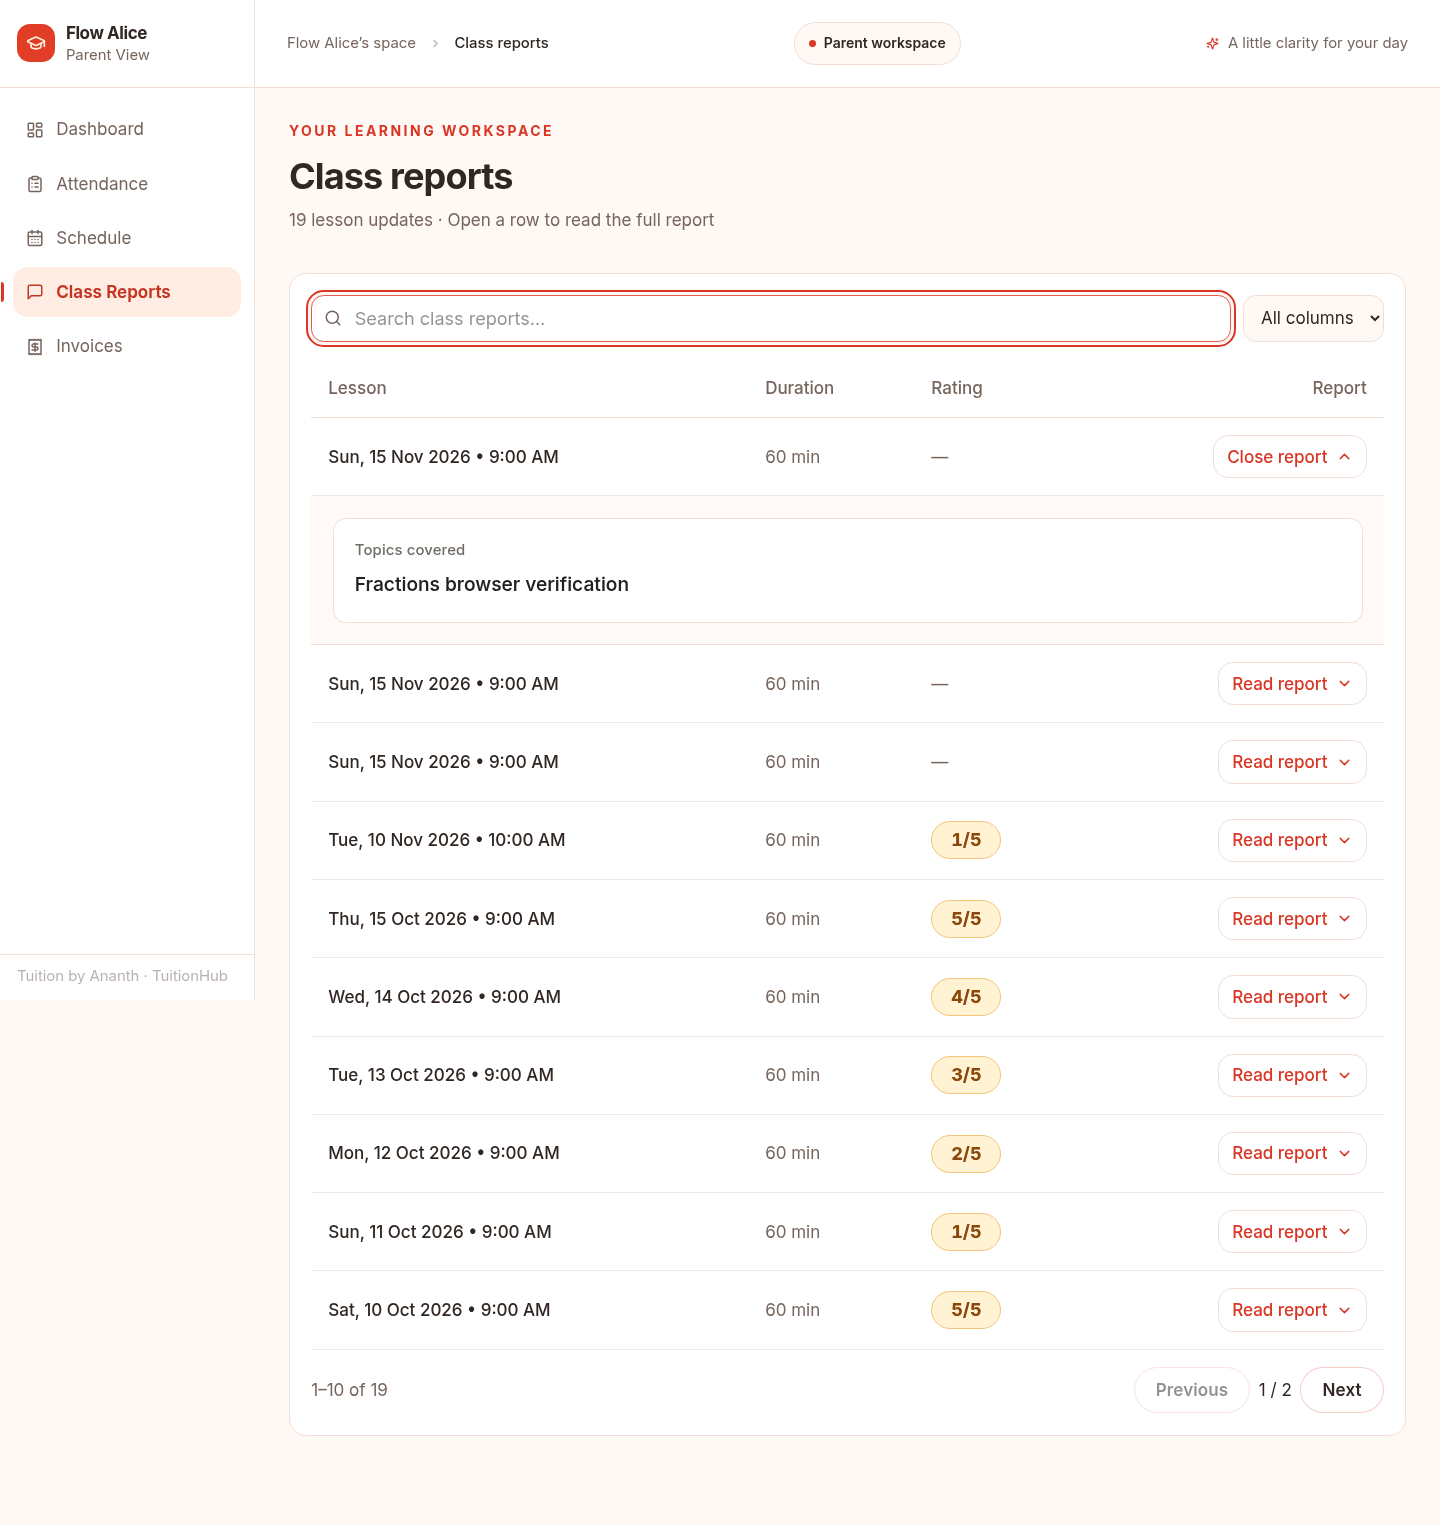 Flow Alice
Parent View
Flow Alice’s space > Class reports
Parent workspace
A little clarity for your day
Dashboard
Attendance
Schedule
Class Reports
Invoices
Tuition by Ananth · TuitionHub
YOUR LEARNING WORKSPACE
Class reports
19 lesson updates · Open a row to read the full report
Search class reports...
All columns
Lesson Duration Rating Report
Sun, 15 Nov 2026 • 9:00 AM 60 min — Close report
Topics covered
Fractions browser verification
Sun, 15 Nov 2026 • 9:00 AM 60 min — Read report
Sun, 15 Nov 2026 • 9:00 AM 60 min — Read report
Tue, 10 Nov 2026 • 10:00 AM 60 min 1/5 Read report
Thu, 15 Oct 2026 • 9:00 AM 60 min 5/5 Read report
Wed, 14 Oct 2026 • 9:00 AM 60 min 4/5 Read report
Tue, 13 Oct 2026 • 9:00 AM 60 min 3/5 Read report
Mon, 12 Oct 2026 • 9:00 AM 60 min 2/5 Read report
Sun, 11 Oct 2026 • 9:00 AM 60 min 1/5 Read report
Sat, 10 Oct 2026 • 9:00 AM 60 min 5/5 Read report
1–10 of 19 Previous 1 / 2 Next